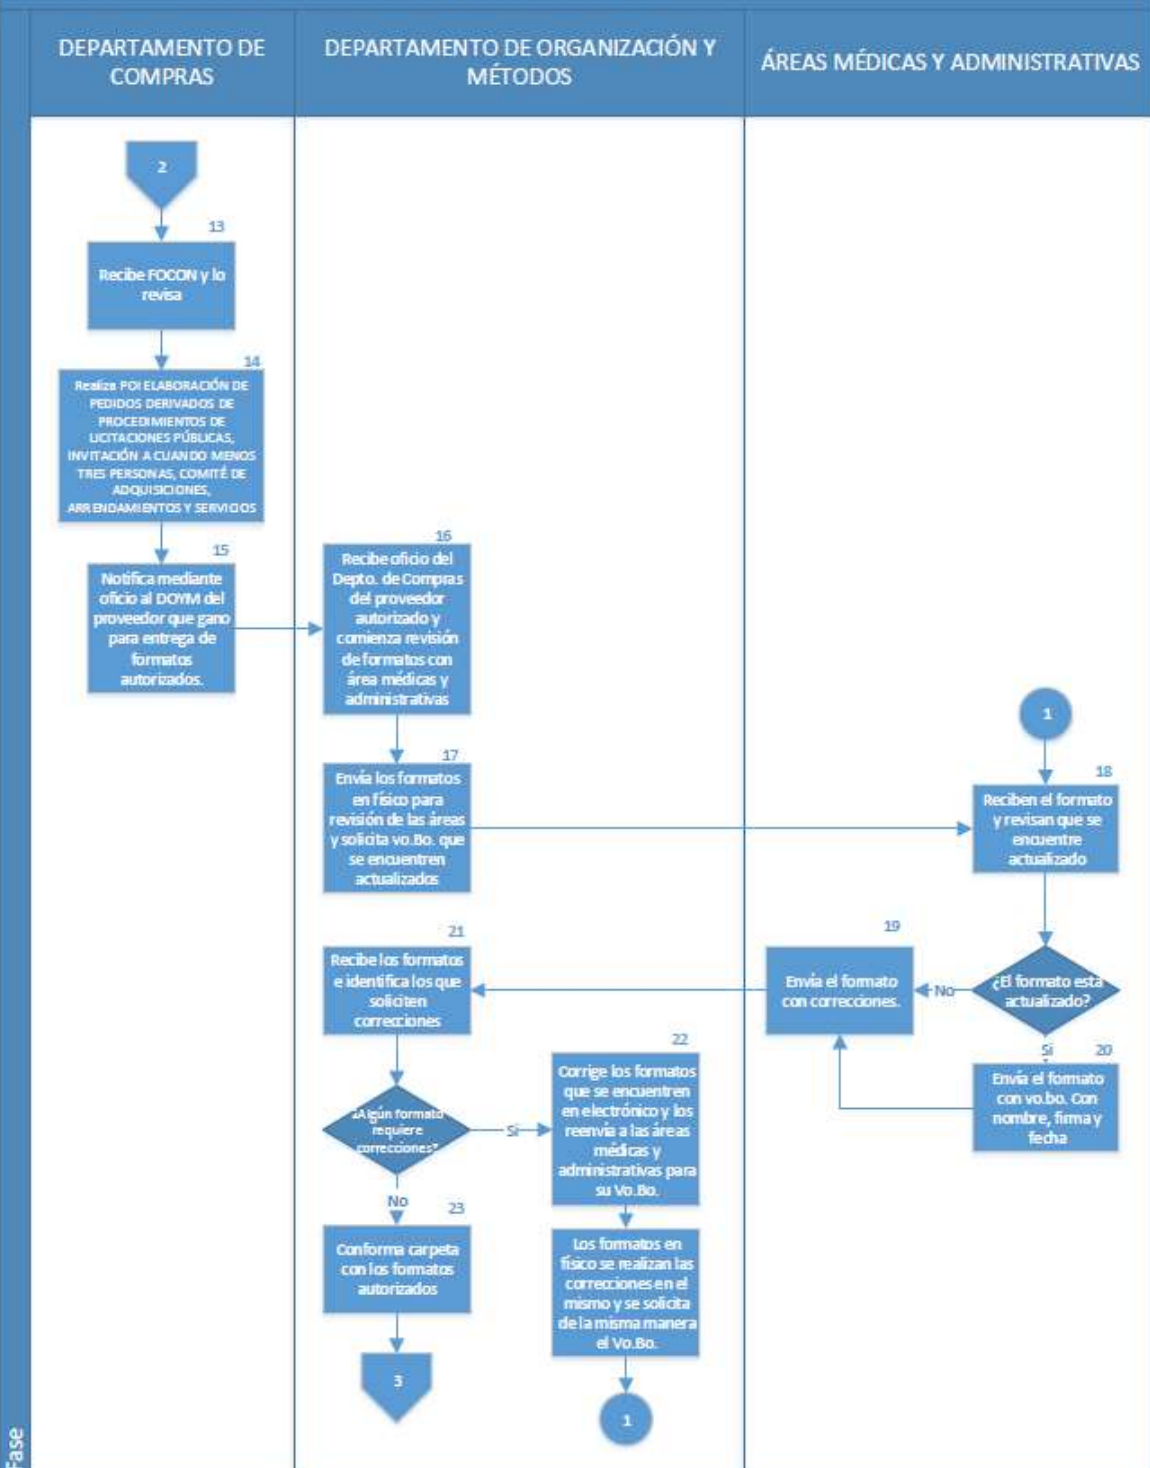 DEPARTAMENTO DE
COMPRAS
DEPARTAMENTO DE ORGANIZACIÓN Y
MÉTODOS
ÁREAS MÉDICAS Y ADMINISTRATIVAS
2
13
Recibe FOCON y lo
revisa
14
Realiza POI ELABORACIÓN DE
PEDIDOS DERIVADOS DE
PROCEDIMIENTOS DE
LICITACIONES PÚBLICAS,
INVITACIÓN A CUANDO MENOS
TRES PERSONAS, COMITÉ DE
ADQUISICIONES,
ARRENDAMIENTOS Y SERVICIOS
15
Notifica mediante
oficio al DOYM del
proveedor que gano
para entrega de
formatos
autorizados.
16
Recibe oficio del
Depto. de Compras
del proveedor
autorizado y
comienza revisión
de formatos con
área médicas y
administrativas
17
Envía los formatos
en físico para
revisión de las áreas
y solicita vo.Bo. que
se encuentren
actualizados
1
18
Reciben el formato
y revisan que se
encuentre
actualizado
¿El formato está
actualizado?
No
Si
19
Envía el formato
con correcciones.
20
Envía el formato
con vo.bo. Con
nombre, firma y
fecha
21
Recibe los formatos
e identifica los que
soliciten
correcciones
¿Algún formato
requiere
correcciones?
Si
22
Corrige los formatos
que se encuentren
en electrónico y los
reenvía a las áreas
médicas y
administrativas para
su Vo.Bo.
Los formatos en
físico se realizan las
correcciones en el
mismo y se solicita
de la misma manera
el Vo.Bo.
1
No
23
Conforma carpeta
con los formatos
autorizados
3
Fase